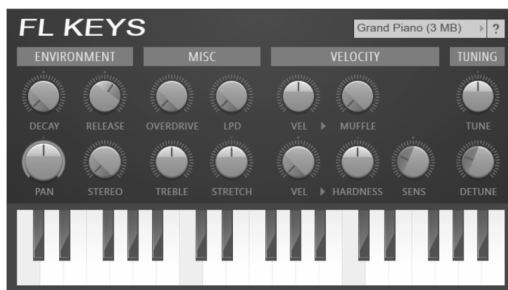 FL KEYS
Grand Piano (3 MB) ?
ENVIRONMENT MISC VELOCITY TUNING
DECAY RELEASE OVERDRIVE LPD VEL MUFFLE TUNE
PAN STEREO TREBLE STRETCH VEL HARDNESS SENS DETUNE